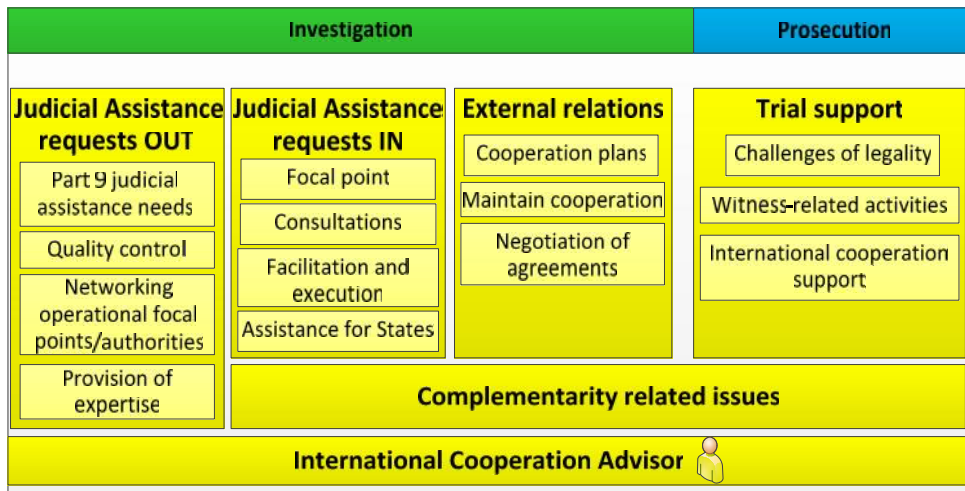 Investigation
Prosecution
Judicial Assistance
requests OUT
Part 9 judicial
assistance needs
Quality control
Networking
operational focal
points/authorities
Provision of
expertise
Judicial Assistance
requests IN
Focal point
Consultations
Facilitation and
execution
Assistance for States
External relations
Cooperation plans
Maintain cooperation
Negotiation of
agreements
Trial support
Challenges of legality
Witness-related activities
International cooperation
support
Complementarity related issues
International Cooperation Advisor